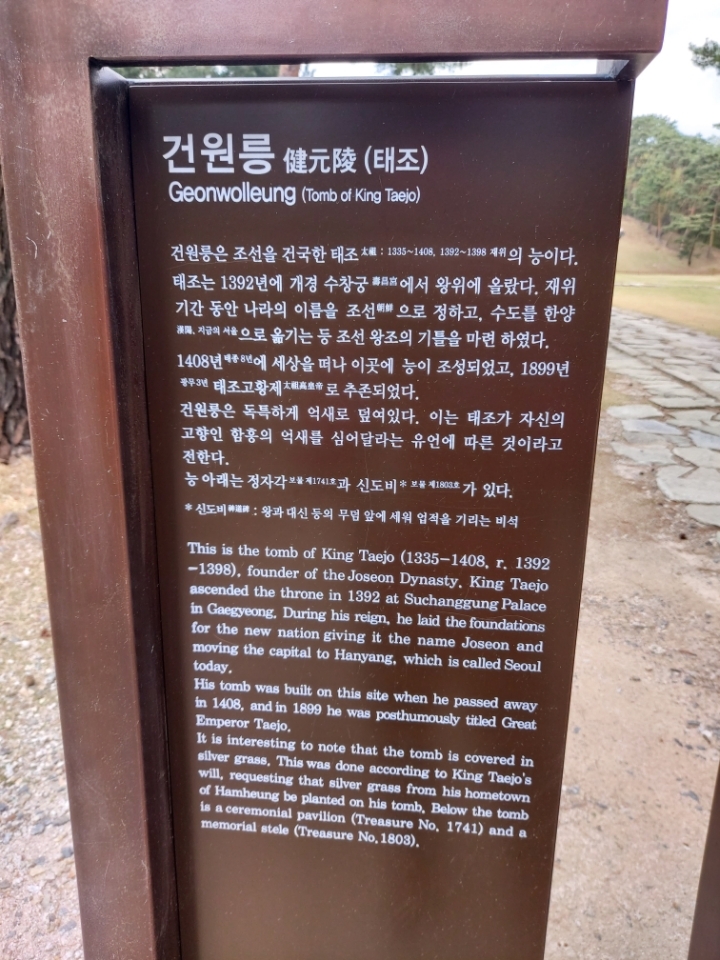 건원릉 健元陵 (태조)
Geonwolleung (Tomb of King Taejo)
건원릉은 조선을 건국한 태조 太祖 : 1335~1408, 1392~1398 재위의 능이다.
태조는 1392년에 개경 수창궁 壽昌宮에서 왕위에 올랐다. 재위
기간 동안 나라의 이름을 조선朝鮮으로 정하고, 수도를 한양
漢陽, 지금의 서울으로 옮기는 등 조선 왕조의 기틀을 마련 하였다.
1408년태종 8년에 세상을 떠나 이곳에 능이 조성되었고, 1899년
광무 3년 태조고황제太祖高皇帝로 추존되었다.
건원릉은 독특하게 억새로 덮여있다. 이는 태조가 자신의
고향인 함흥의 억새를 심어달라는 유언에 따른 것이라고
전한다.
능 아래는 정자각보물 제1741호과 신도비* 보물 제1803호가 있다.
* 신도비神道碑 : 왕과 대신 등의 무덤 앞에 세워 업적을 기리는 비석
This is the tomb of King Taejo (1335-1408, r. 1392
-1398), founder of the Joseon Dynasty. King Taejo
ascended the throne in 1392 at Suchanggung Palace
in Gaegyeong. During his reign, he laid the foundations
for the new nation giving it the name Joseon and
moving the capital to Hanyang, which is called Seoul
today.
His tomb was built on this site when he passed away
in 1408, and in 1899 he was posthumously titled Great
Emperor Taejo.
It is interesting to note that the tomb is covered in
silver grass. This was done according to King Taejo's
will, requesting that silver grass from his hometown
of Hamheung be planted on his tomb. Below the tomb
is a ceremonial pavilion (Treasure No. 1741) and a
memorial stele (Treasure No.1803).